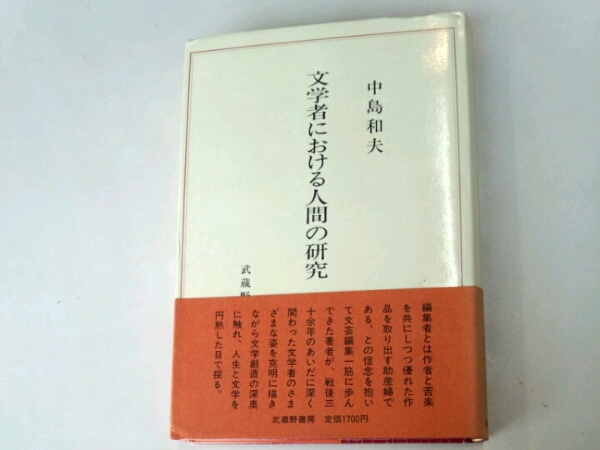 中島和夫
文学者における人間の研究
武蔵野
編集者とは作者と苦楽
を共にしつつ優れた作
品を取り出す助産婦で
ある、との信念を抱い
て文芸編集一筋に歩ん
できた著者が、戦後三
十余年のあいだに深く
関わった文学者のさま
ざまな姿を克明に描き
ながら文学創造の深奥
に触れ、人生と文学を
円熟した目で探る。
武蔵野書房 定価1700円